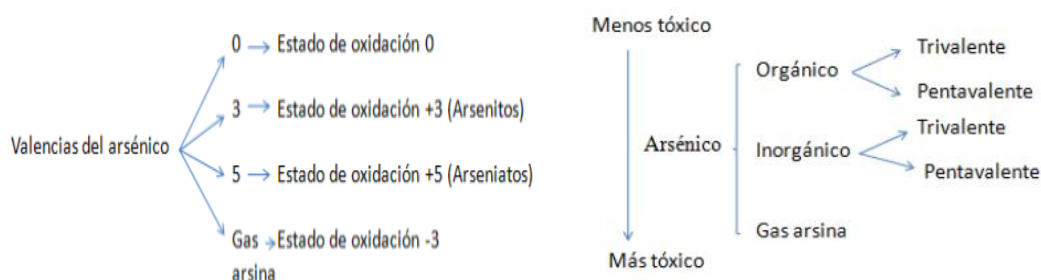 Valencias del arsénico
0 → Estado de oxidación 0
3 → Estado de oxidación +3 (Arsenitos)
5 → Estado de oxidación +5 (Arseniatos)
Gas → Estado de oxidación -3
arsina
Menos tóxico
Más tóxico
Arsénico
Orgánico
Trivalente
Pentavalente
Inorgánico
Trivalente
Pentavalente
Gas arsina